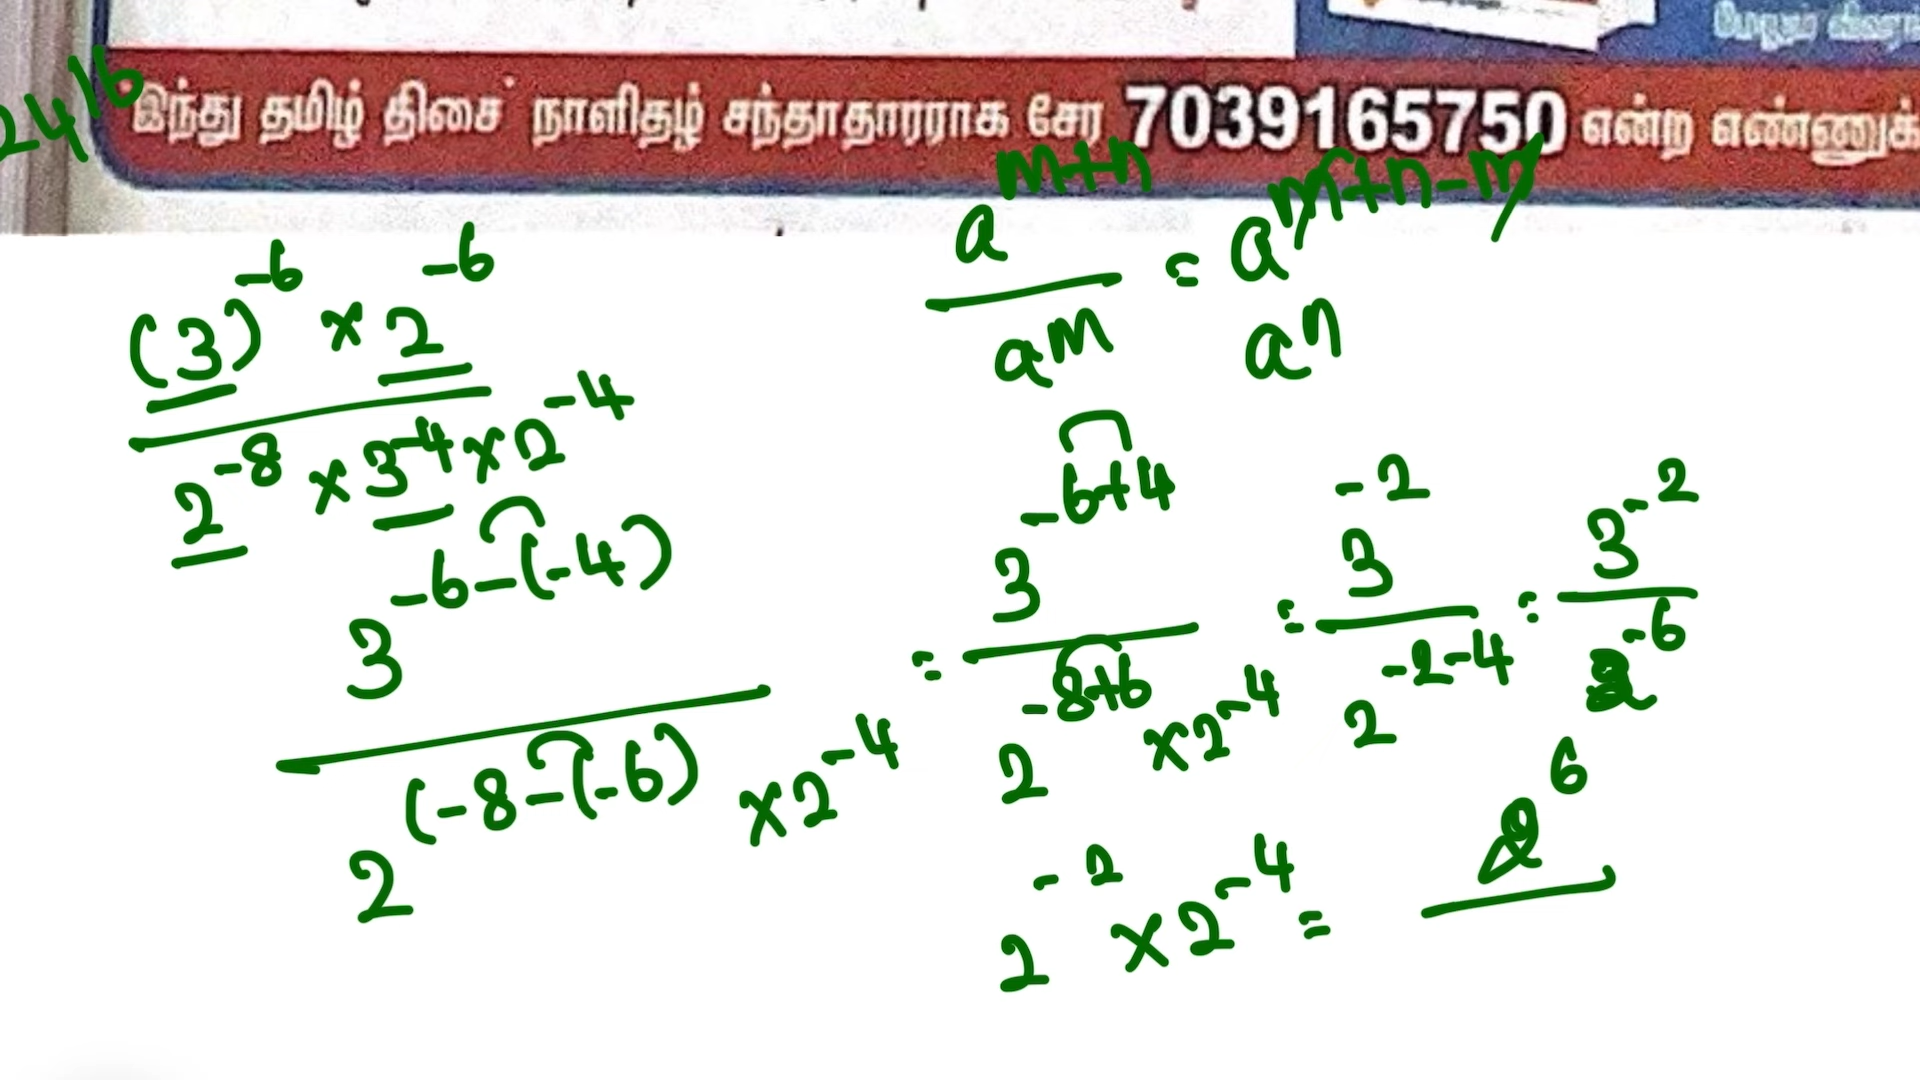 2416
'இந்து தமிழ் திசை' நாளிதழ் சந்தாதாரராக சேர 7039165750 என்ற எண்ணுக்
a^(m+n) / a^m = a^(m+n-m)
a^n
(3)^-6 × 2^-6 / 2^-8 × 3^-4 × 2^-4
3^(-6-(-4)) / 2^(-8-(-6)) × 2^-4 = 3^(-6+4) / 2^(-8+6) × 2^-4 = 3^-2 / 2^(-2-4) = 3^-2 / 2^-6
2^-2 × 2^-4 = 2^6